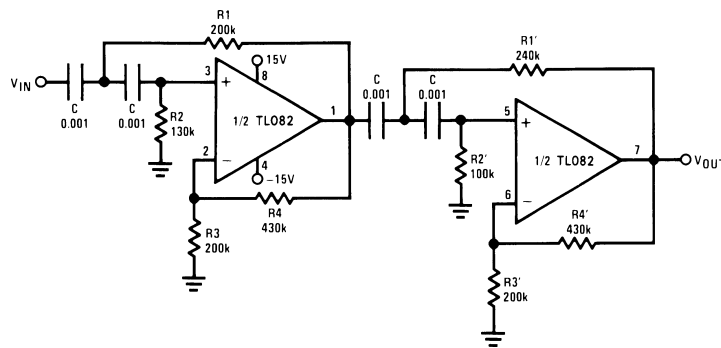 R1
200k
15V
8
3
+
VIN
C
0.001
C
0.001
R2
130k
1/2 TL082
1
2
−
4
−15V
R4
430k
R3
200k
R1'
240k
C
0.001
C
0.001
5
+
R2'
100k
1/2 TL082
7
VOUT
6
−
R4'
430k
R3'
200k